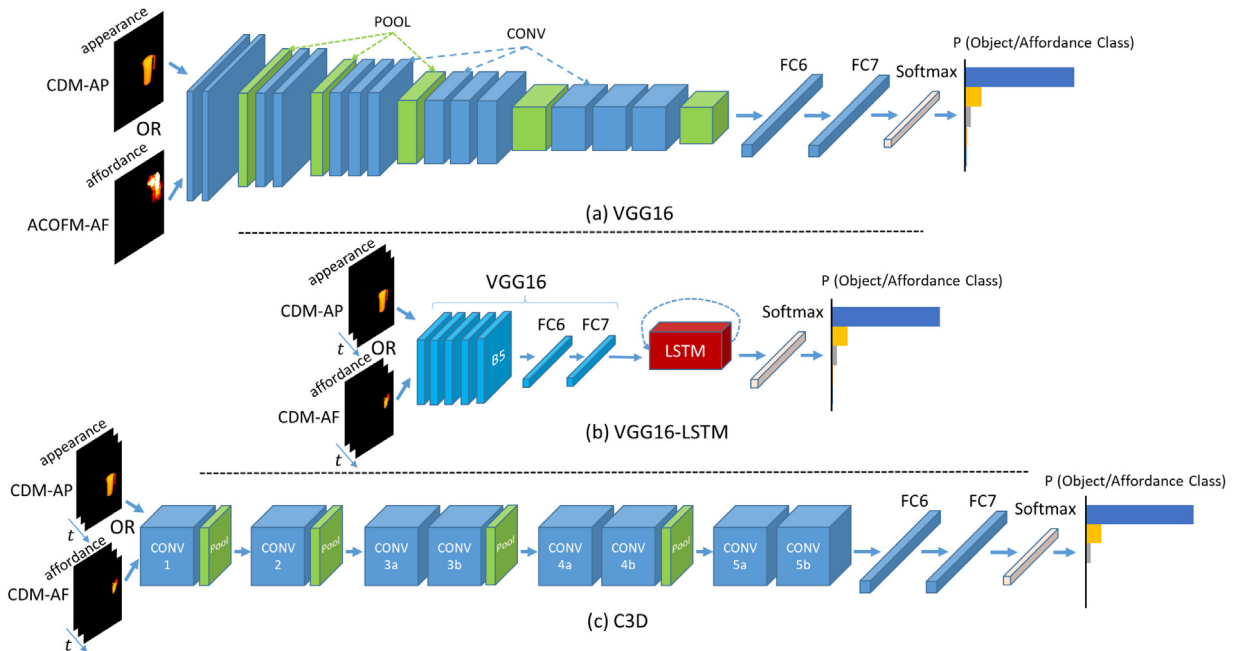 appearance
CDM-AP
OR
affordance
ACOFM-AF
POOL
CONV
FC6
FC7
Softmax
P (Object/Affordance Class)
(a) VGG16
appearance
CDM-AP
t
OR
affordance
CDM-AF
t
VGG16
B5
FC6
FC7
LSTM
Softmax
P (Object/Affordance Class)
(b) VGG16-LSTM
appearance
CDM-AP
t
OR
affordance
CDM-AF
t
CONV
1
Pool
CONV
2
Pool
CONV
3a
CONV
3b
Pool
CONV
4a
CONV
4b
Pool
CONV
5a
CONV
5b
FC6
FC7
Softmax
P (Object/Affordance Class)
(c) C3D